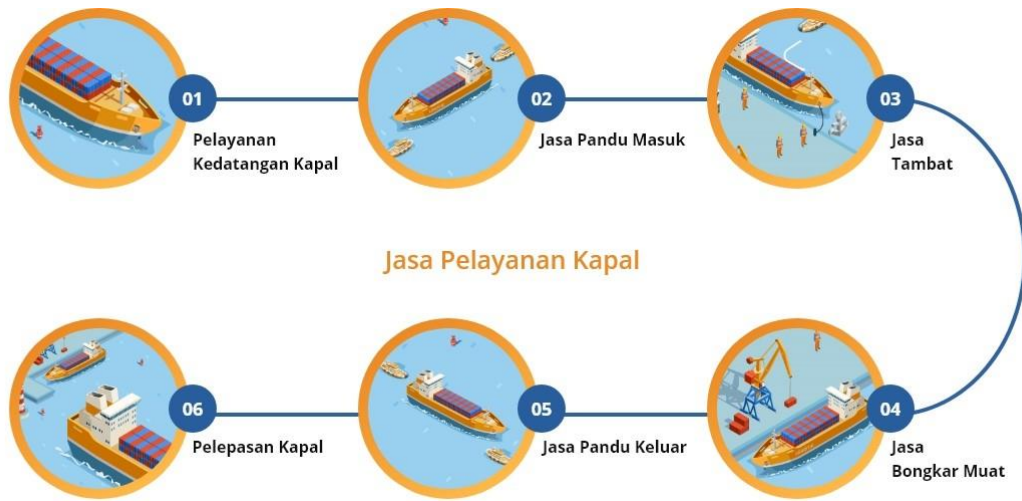 01
Pelayanan
Kedatangan Kapal
02
Jasa Pandu Masuk
03
Jasa
Tambat
Jasa Pelayanan Kapal
04
Jasa
Bongkar Muat
05
Jasa Pandu Keluar
06
Pelepasan Kapal